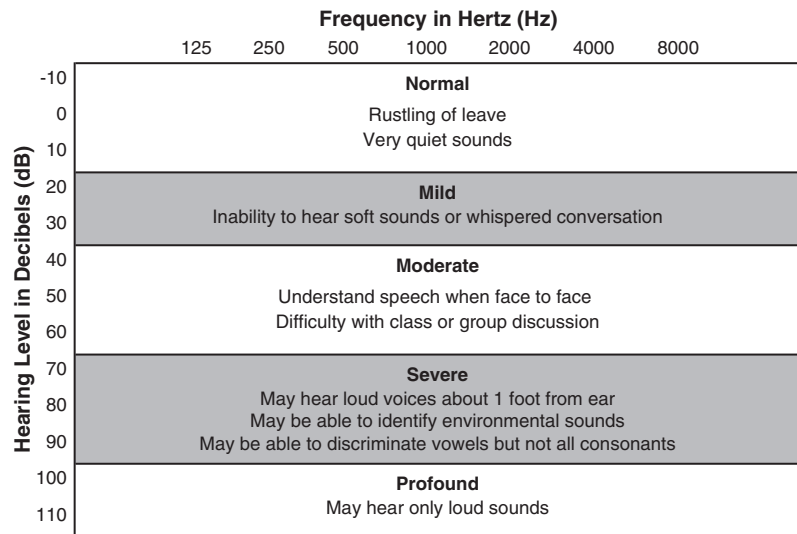 Frequency in Hertz (Hz)
125 250 500 1000 2000 4000 8000
Hearing Level in Decibels (dB)
-10
0
10
20
30
40
50
60
70
80
90
100
110
Normal
Rustling of leave
Very quiet sounds
Mild
Inability to hear soft sounds or whispered conversation
Moderate
Understand speech when face to face
Difficulty with class or group discussion
Severe
May hear loud voices about 1 foot from ear
May be able to identify environmental sounds
May be able to discriminate vowels but not all consonants
Profound
May hear only loud sounds